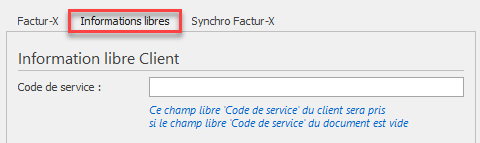 Factur-X Informations libres Synchro Factur-X
Information libre Client
Code de service :
Ce champ libre 'Code de service' du client sera pris
si le champ libre 'Code de service' du document est vide